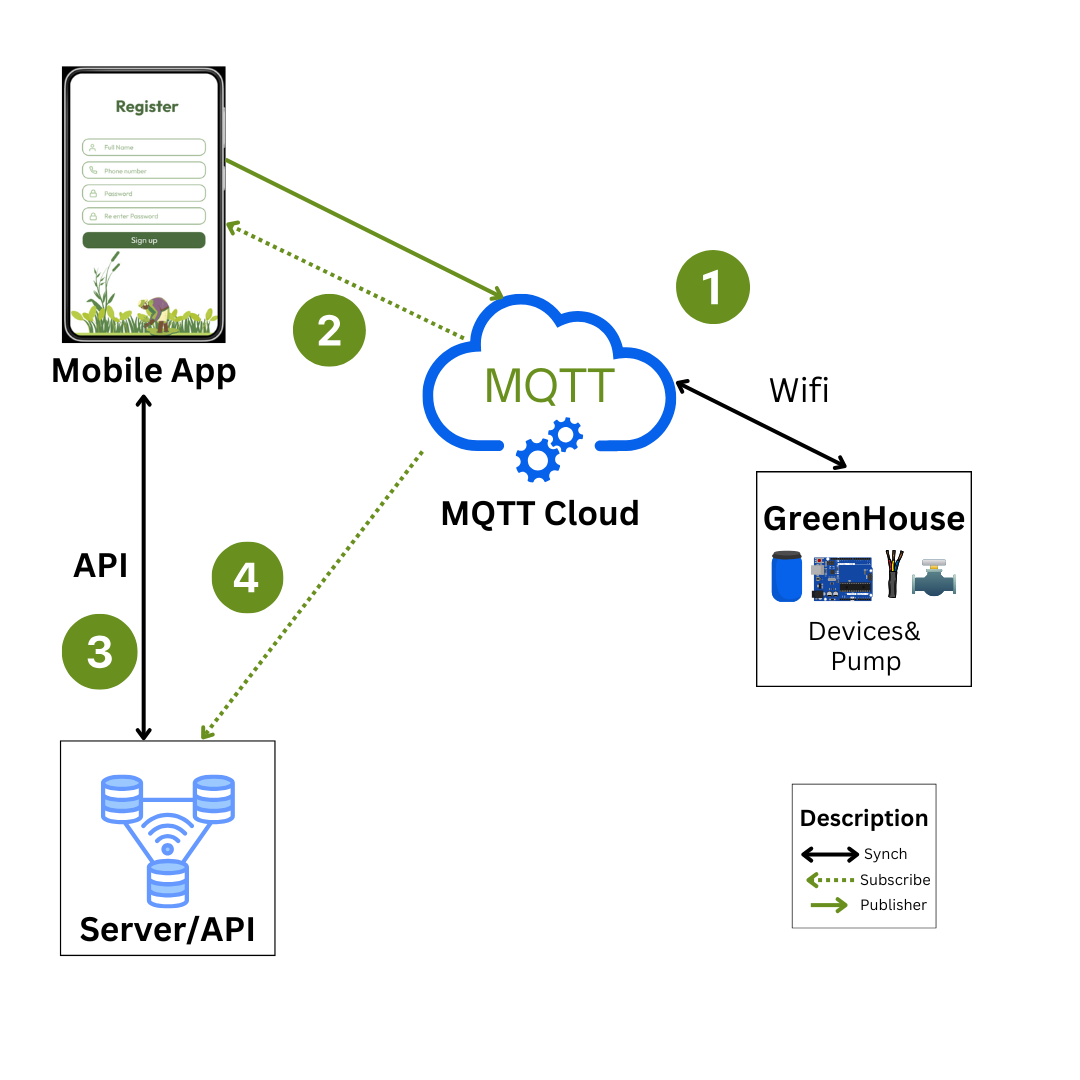 Register
Full Name
Phone number
Password
Re enter Password
Sign up
Mobile App
1
2
MQTT
MQTT Cloud
Wifi
GreenHouse
Devices&
Pump
API
3
4
Server/API
Description
Synch
Subscribe
Publisher